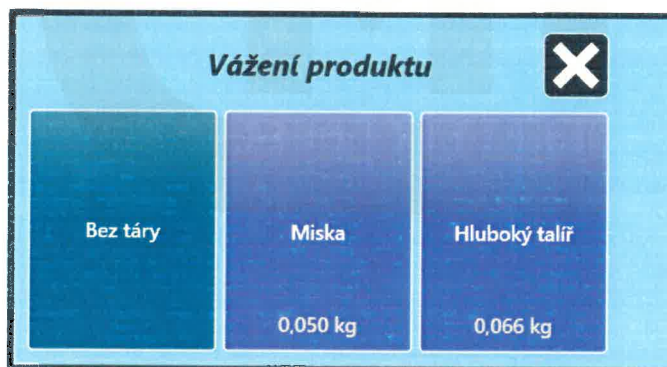 Vážení produktu
Bez táry
Miska
Hluboký talíř
0,050 kg
0,066 kg